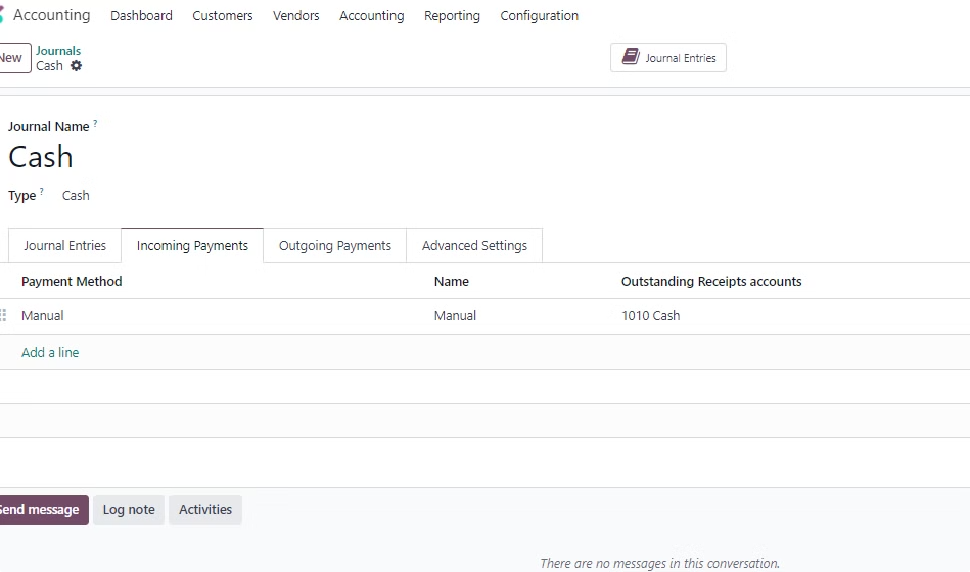 Accounting Dashboard Customers Vendors Accounting Reporting Configuration
New Journals
Cash
Journal Entries
Journal Name ?
Cash
Type ? Cash
Journal Entries Incoming Payments Outgoing Payments Advanced Settings
Payment Method Name Outstanding Receipts accounts
Manual Manual 1010 Cash
Add a line
Send message Log note Activities
There are no messages in this conversation.